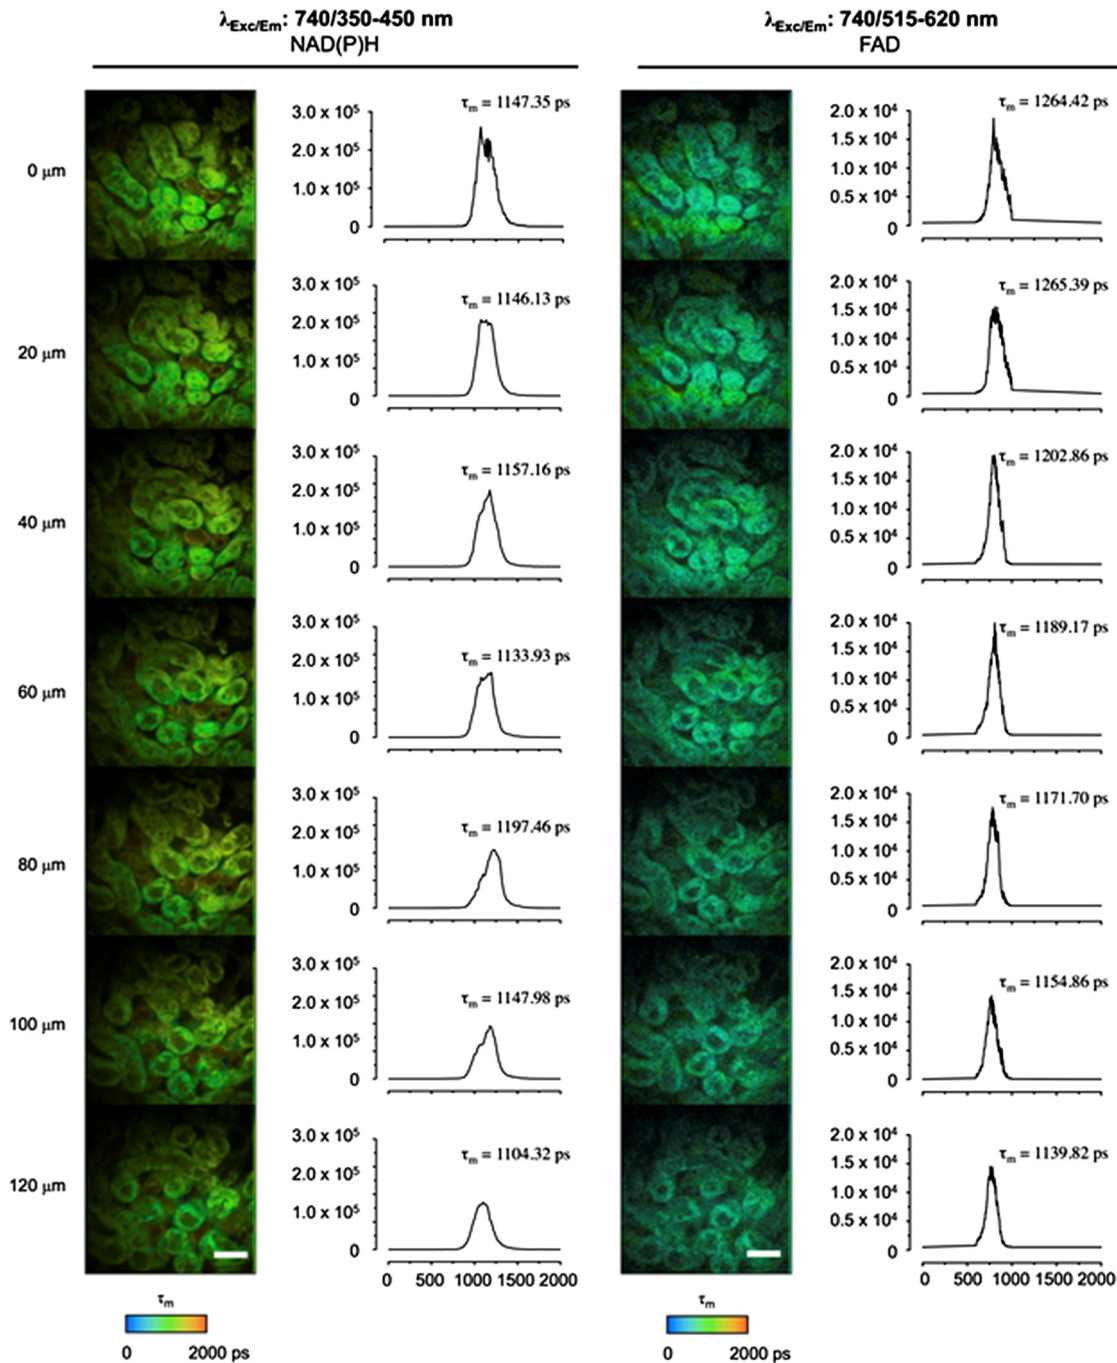 λExc/Em: 740/350-450 nm
NAD(P)H
λExc/Em: 740/515-620 nm
FAD
0 μm
3.0 x 10⁵
2.0 x 10⁵
1.0 x 10⁵
0
τm = 1147.35 ps
2.0 x 10⁴
1.5 x 10⁴
1.0 x 10⁴
0.5 x 10⁴
0
τm = 1264.42 ps
20 μm
3.0 x 10⁵
2.0 x 10⁵
1.0 x 10⁵
0
τm = 1146.13 ps
2.0 x 10⁴
1.5 x 10⁴
1.0 x 10⁴
0.5 x 10⁴
0
τm = 1265.39 ps
40 μm
3.0 x 10⁵
2.0 x 10⁵
1.0 x 10⁵
0
τm = 1157.16 ps
2.0 x 10⁴
1.5 x 10⁴
1.0 x 10⁴
0.5 x 10⁴
0
τm = 1202.86 ps
60 μm
3.0 x 10⁵
2.0 x 10⁵
1.0 x 10⁵
0
τm = 1133.93 ps
2.0 x 10⁴
1.5 x 10⁴
1.0 x 10⁴
0.5 x 10⁴
0
τm = 1189.17 ps
80 μm
3.0 x 10⁵
2.0 x 10⁵
1.0 x 10⁵
0
τm = 1197.46 ps
2.0 x 10⁴
1.5 x 10⁴
1.0 x 10⁴
0.5 x 10⁴
0
τm = 1171.70 ps
100 μm
3.0 x 10⁵
2.0 x 10⁵
1.0 x 10⁵
0
τm = 1147.98 ps
2.0 x 10⁴
1.5 x 10⁴
1.0 x 10⁴
0.5 x 10⁴
0
τm = 1154.86 ps
120 μm
3.0 x 10⁵
2.0 x 10⁵
1.0 x 10⁵
0
τm = 1104.32 ps
2.0 x 10⁴
1.5 x 10⁴
1.0 x 10⁴
0.5 x 10⁴
0
τm = 1139.82 ps
0 500 1000 1500 2000
0 500 1000 1500 2000
τm
0 2000 ps
τm
0 2000 ps